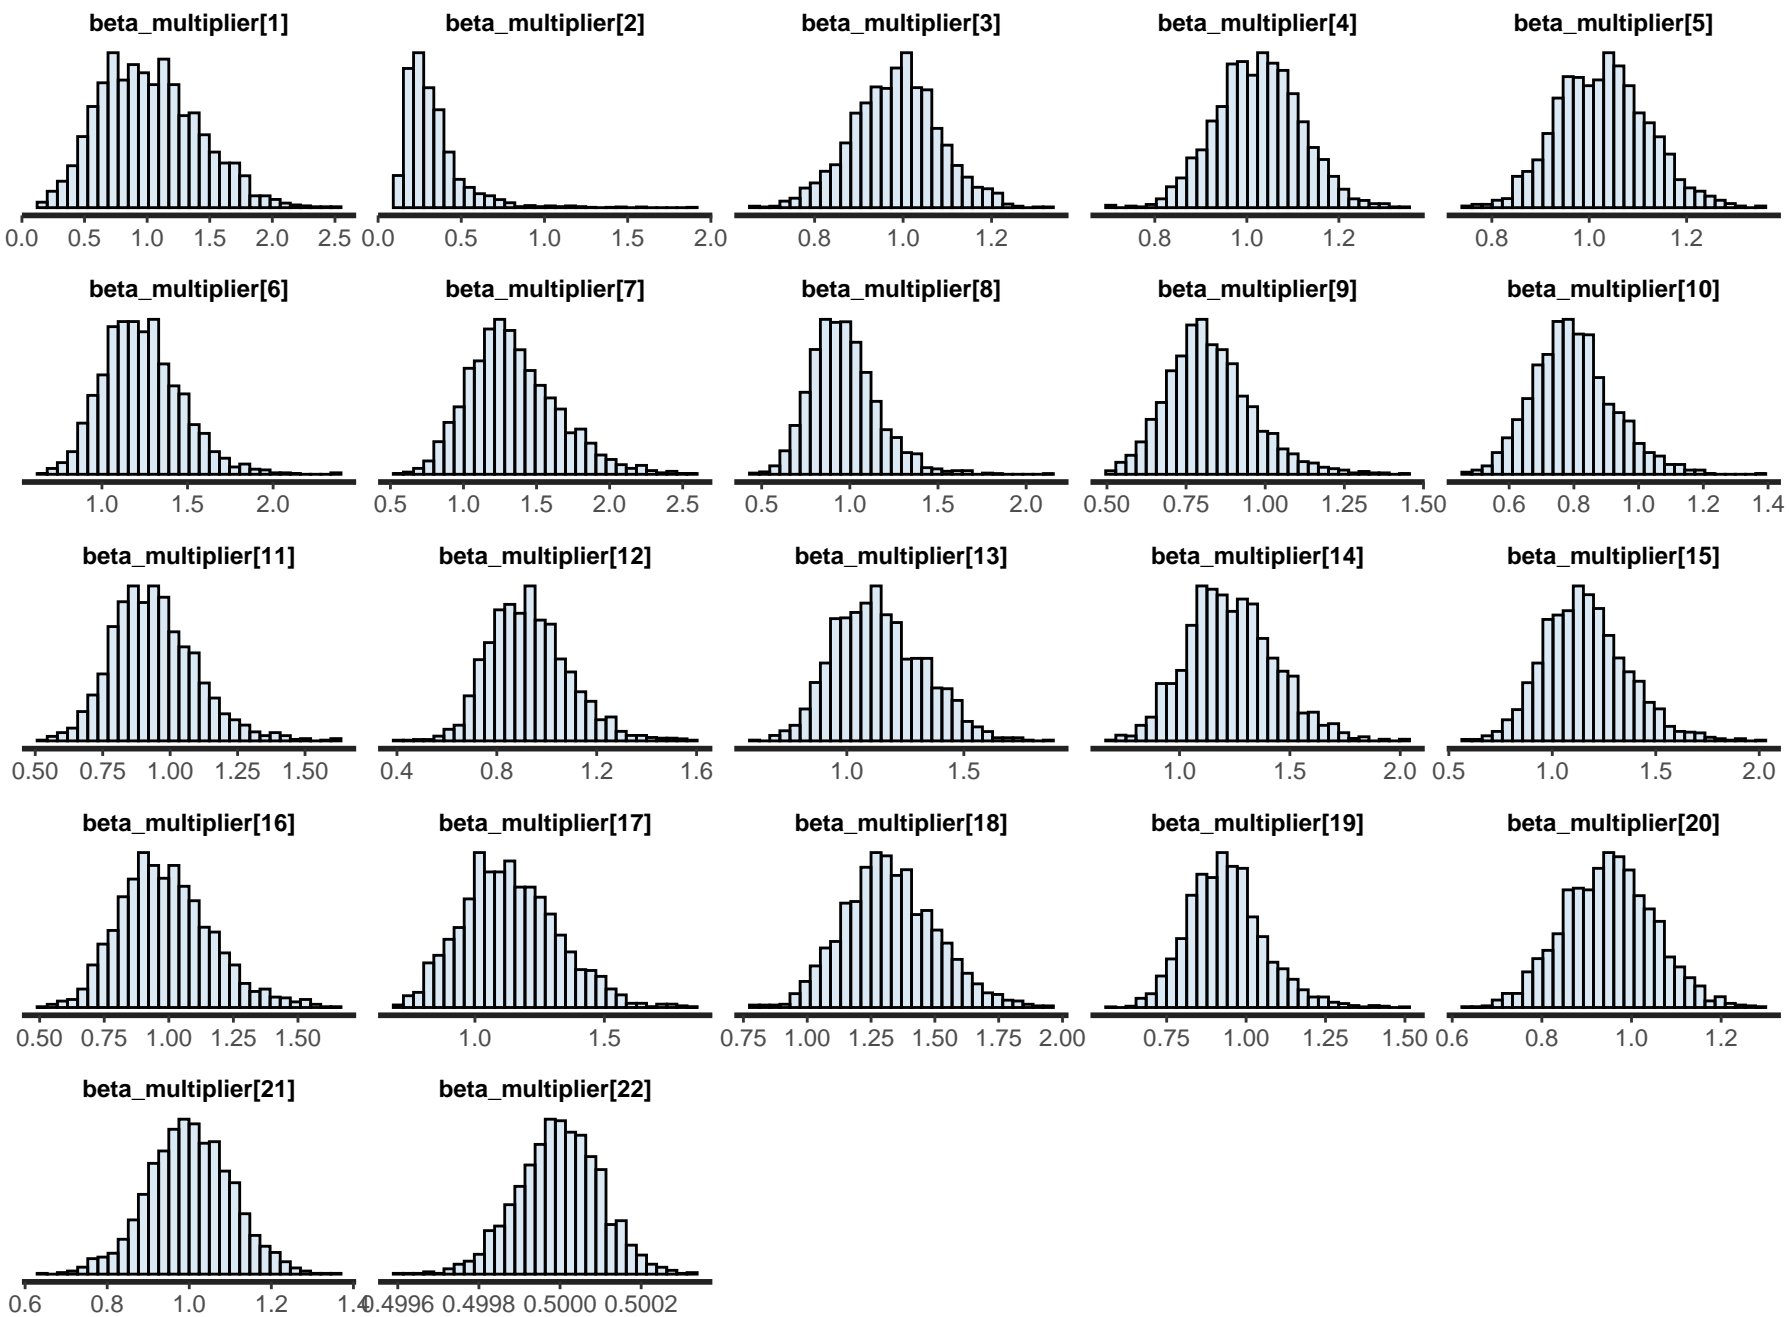 beta_multiplier[1] beta_multiplier[2] beta_multiplier[3] beta_multiplier[4] beta_multiplier[5]
0.0 0.5 1.0 1.5 2.0 2.5 0.0 0.5 1.0 1.5 2.0 0.8 1.0 1.2 0.8 1.0 1.2 0.8 1.0 1.2
beta_multiplier[6] beta_multiplier[7] beta_multiplier[8] beta_multiplier[9] beta_multiplier[10]
1.0 1.5 2.0 0.5 1.0 1.5 2.0 2.5 0.5 1.0 1.5 2.0 0.50 0.75 1.00 1.25 1.50 0.6 0.8 1.0 1.2 1.4
beta_multiplier[11] beta_multiplier[12] beta_multiplier[13] beta_multiplier[14] beta_multiplier[15]
0.50 0.75 1.00 1.25 1.50 0.4 0.8 1.2 1.6 1.0 1.5 1.0 1.5 2.0 0.5 1.0 1.5 2.0
beta_multiplier[16] beta_multiplier[17] beta_multiplier[18] beta_multiplier[19] beta_multiplier[20]
0.50 0.75 1.00 1.25 1.50 1.0 1.5 0.75 1.00 1.25 1.50 1.75 2.00 0.75 1.00 1.25 1.50 0.6 0.8 1.0 1.2
beta_multiplier[21] beta_multiplier[22]
0.6 0.8 1.0 1.2 1.4 0.4996 0.4998 0.5000 0.5002